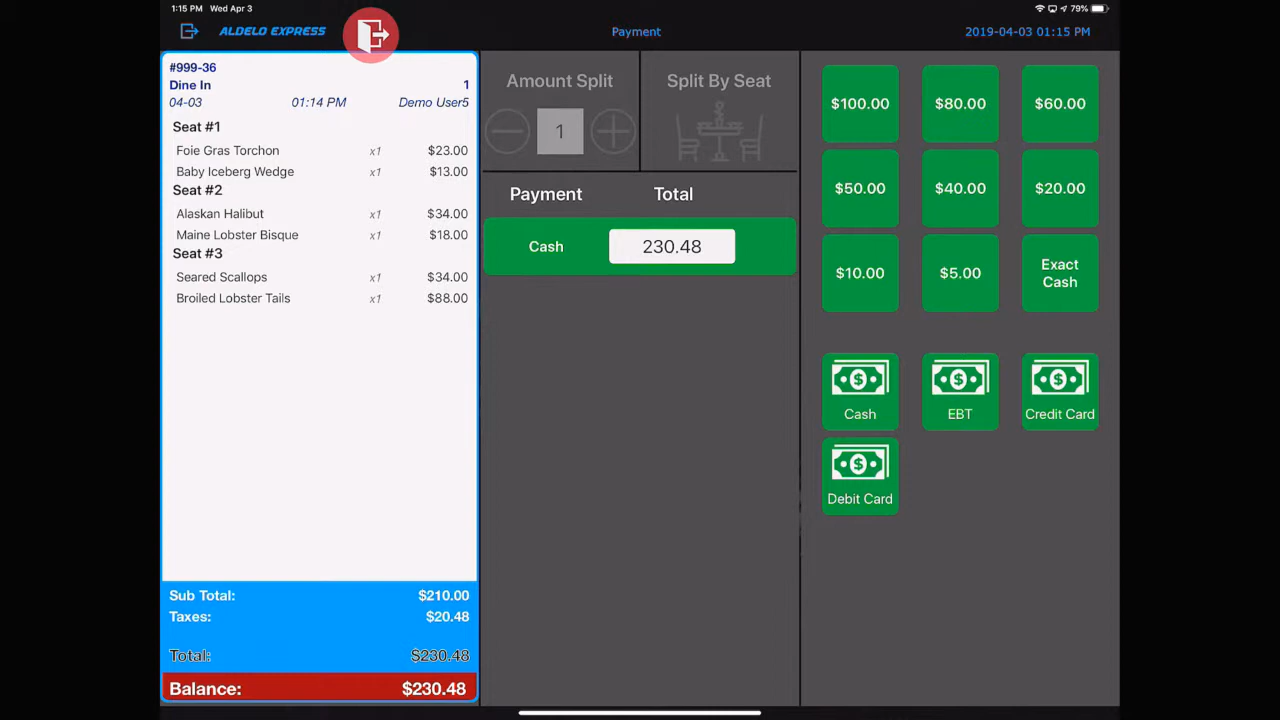 1:15 PM Wed Apr 3 79%
ALDELO EXPRESS Payment 2019-04-03 01:15 PM
#999-36
Dine In 1
04-03 01:14 PM Demo User5
Seat #1
Foie Gras Torchon x1 $23.00
Baby Iceberg Wedge x1 $13.00
Seat #2
Alaskan Halibut x1 $34.00
Maine Lobster Bisque x1 $18.00
Seat #3
Seared Scallops x1 $34.00
Broiled Lobster Tails x1 $88.00
Sub Total: $210.00
Taxes: $20.48
Total: $230.48
Balance: $230.48
Amount Split Split By Seat
1
Payment Total
Cash 230.48
$100.00 $80.00 $60.00
$50.00 $40.00 $20.00
$10.00 $5.00 Exact
Cash
Cash EBT Credit Card
Debit Card